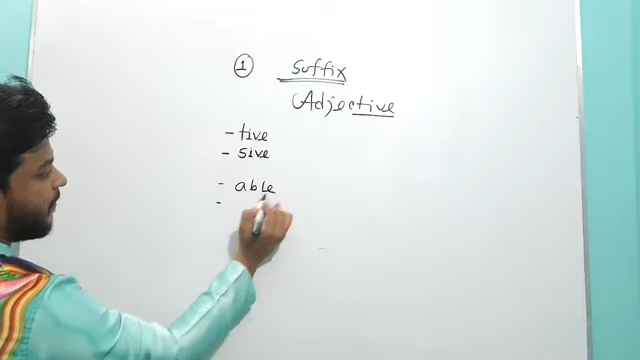 1 Suffix
Adjective
- tive
- sive
- able
-